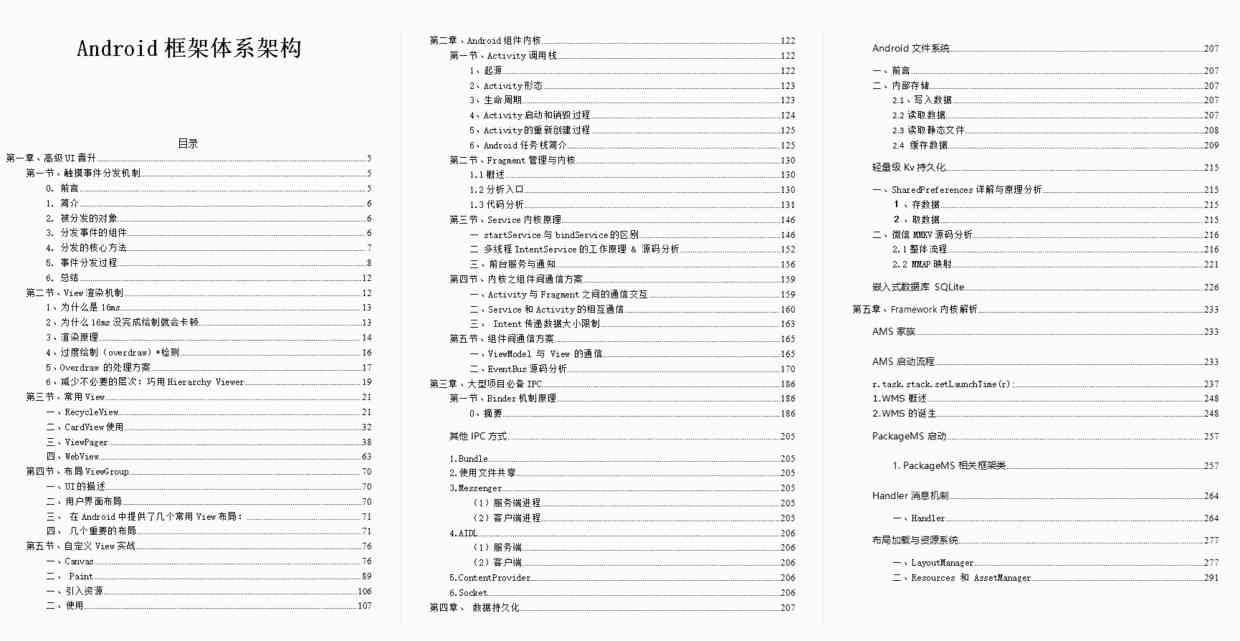 Android 框架体系架构
目录
第一章、高级 UI 晋升 5
第一节、触摸事件分发机制 5
0. 前言 5
1. 简介 6
2. 被分发的对象 6
3. 分发事件的组件 6
4. 分发的核心方法 7
5. 事件分发过程 8
6. 总结 12
第二节、View 渲染机制 12
1、为什么是 16ms 13
2、为什么 16ms 没完成绘制就会卡顿 13
3、渲染原理 14
4、过度绘制（overdraw）*检测 16
5、Overdraw 的处理方案 17
6、减少不必要的层次：巧用 Hierarchy Viewer 19
第三节、常用 View 21
一、RecycleView 21
二、CardView 使用 32
三、ViewPager 38
四、WebView 63
第四节、布局 ViewGroup 70
一、UI 的描述 70
二、用户界面布局 70
三、 在 Android 中提供了几个常用 View 布局： 71
四、 几个重要的布局 71
第五节、自定义 View 实战 76
一、Canvas 76
二、 Paint 89
一、引入资源 106
二、使用 107
第二章、Android 组件内核 122
第一节、Activity 调用栈 122
1、起源 122
2、Activity 形态 123
3、生命周期 123
4、Activity 启动和销毁过程 124
5、Activity 的重新创建过程 125
6、Android 任务栈简介 125
第二节、Fragment 管理与内核 130
1.1 概述 130
1.2 分析入口 130
1.3 代码分析 131
第三节、Service 内核原理 146
一 startService 与 bindService 的区别 146
二 多线程 IntentService 的工作原理 & 源码分析 152
三、前台服务与通知 156
第四节、内核之组件间通信方案 159
一、Activity 与 Fragment 之间的通信交互 159
二、Service 和 Activity 的相互通信 160
三、 Intent 传递数据大小限制 163
第五节、组件间通信方案 165
一、ViewModel 与 View 的通信 165
二、EventBus 源码分析 170
第三章、大型项目必备 IPC 186
第一节、Binder 机制原理 186
0、摘要 186
其他 IPC 方式 205
1.Bundle 205
2.使用文件共享 205
3.Messenger 205
（1）服务端进程 205
（2）客户端进程 205
4.AIDL 206
（1）服务端 206
（2）客户端 206
5.ContentProvider 206
6.Socket 206
第四章、 数据持久化 207
Android 文件系统 207
一、前言 207
二、内部存储 207
2.1、写入数据 207
2.2 读取数据 207
2.3 读取静态文件 208
2.4 缓存数据 209
轻量级 Kv 持久化 215
一、SharedPreferences 详解与原理分析 215
1 、存数据 215
2 、取数据 215
二、微信 MMKV 源码分析 216
2.1 整体流程 216
2.2 MMAP 映射 221
嵌入式数据库 SQLite 226
第五章、Framework 内核解析 233
AMS 家族 233
AMS 启动流程 233
r.task.stack.setLaunchTime(r); 237
1.WMS 概述 248
2.WMS 的诞生 248
PackageMS 启动 257
1. PackageMS 相关框架类 257
Handler 消息机制 264
一、Handler 264
布局加载与资源系统 277
一、LayoutManager 277
二、Resources 和 AssetManager 291